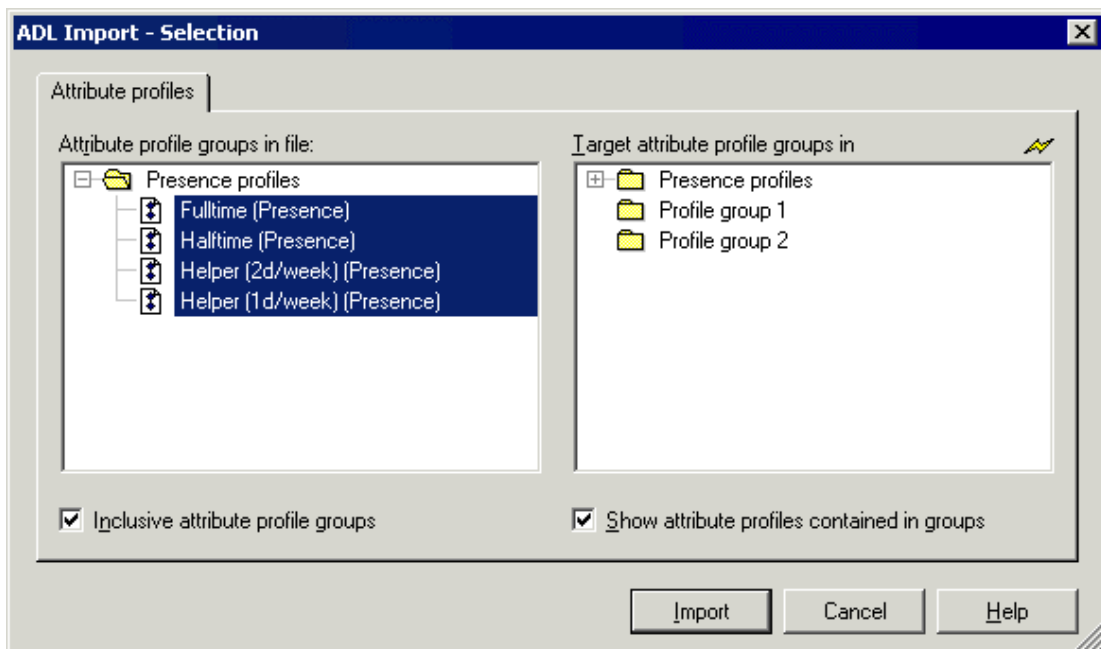 ADL Import - Selection
Attribute profiles
Attribute profile groups in file:
Presence profiles
Fulltime (Presence)
Halftime (Presence)
Helper (2d/week) (Presence)
Helper (1d/week) (Presence)
Inclusive attribute profile groups
Target attribute profile groups in
Presence profiles
Profile group 1
Profile group 2
Show attribute profiles contained in groups
Import
Cancel
Help